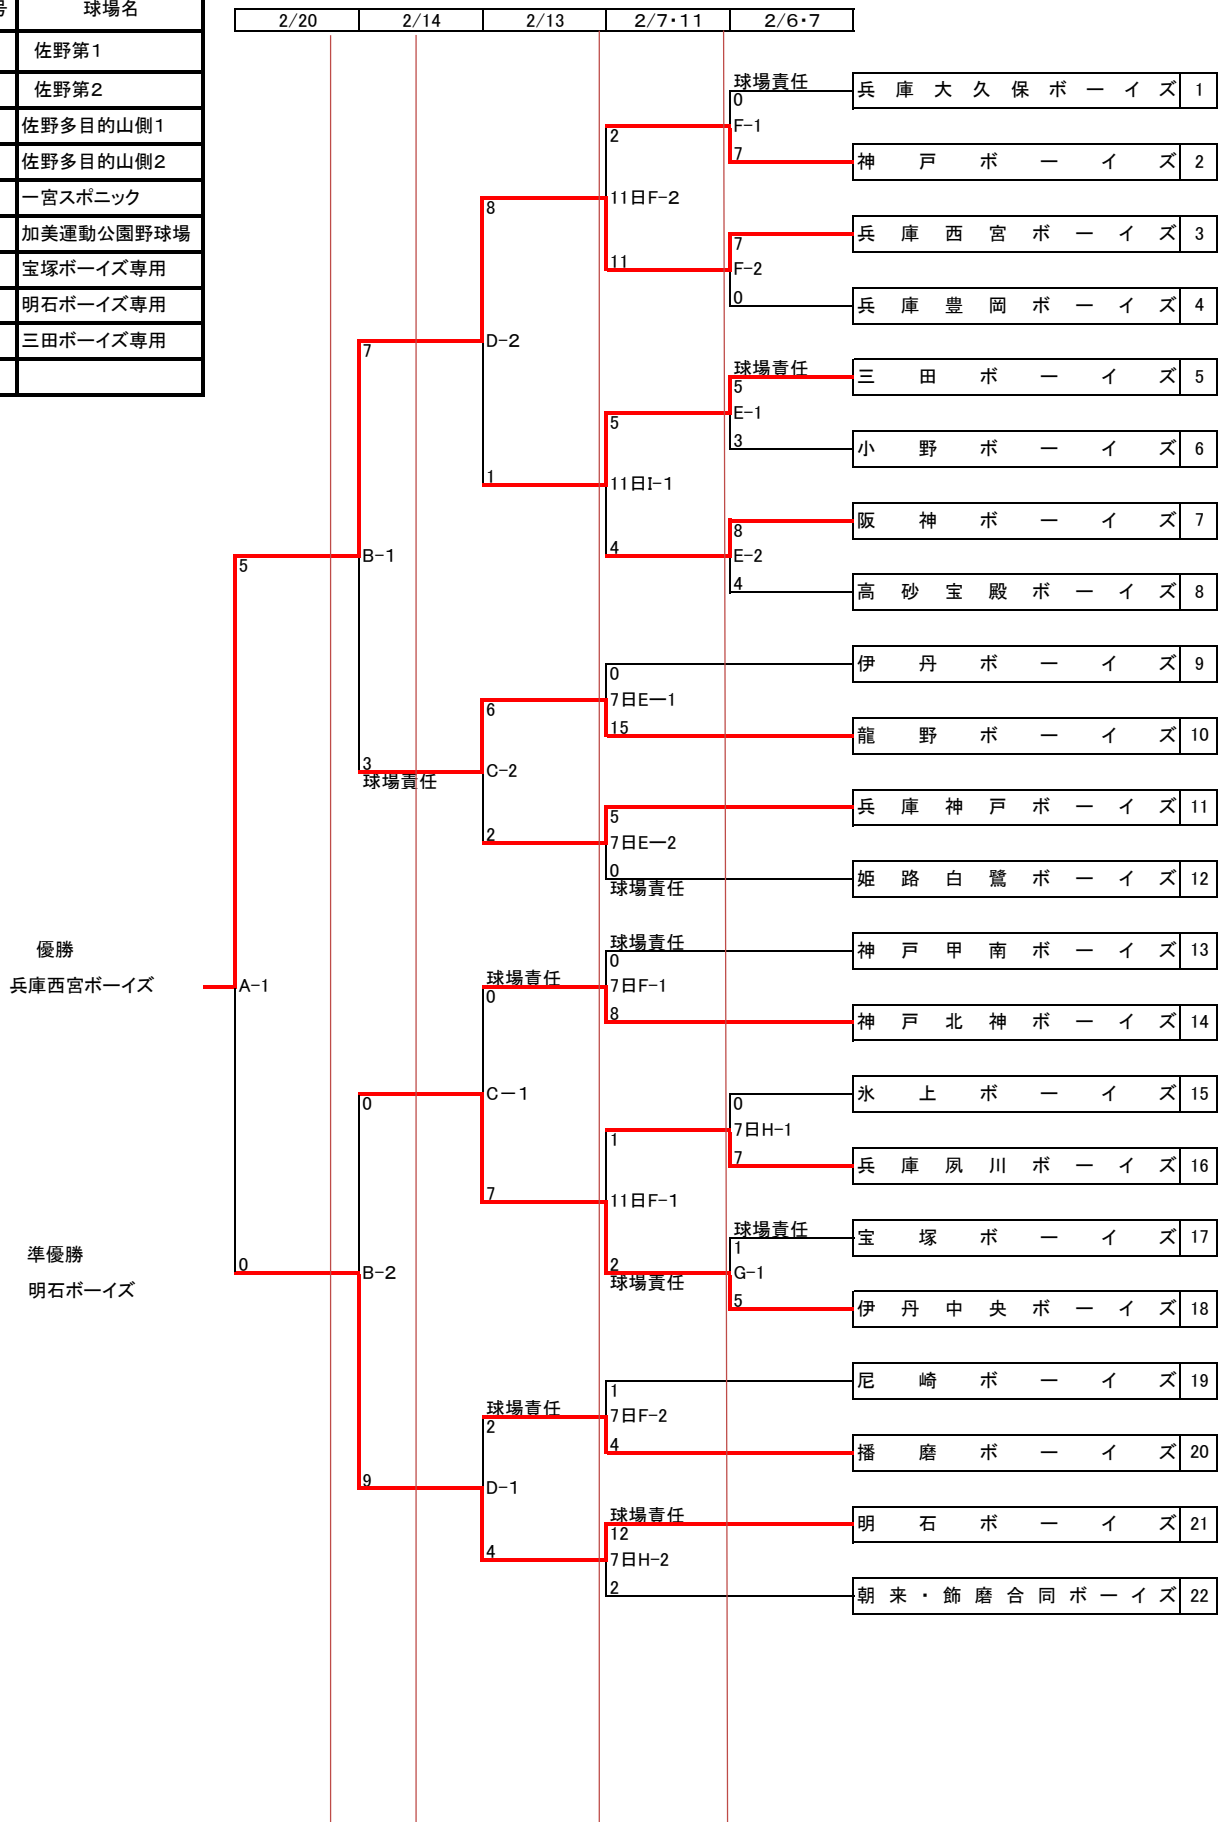 号 球場名
佐野第1
佐野第2
佐野多目的山側1
佐野多目的山側2
一宮スポニック
加美運動公園野球場
宝塚ボーイズ専用
明石ボーイズ専用
三田ボーイズ専用
2/20 2/14 2/13 2/7・11 2/6・7
球場責任
0
兵庫大久保ボーイズ 1
F-1
2
7
神戸ボーイズ 2
11日F-2
8
7
兵庫西宮ボーイズ 3
11
F-2
0
兵庫豊岡ボーイズ 4
D-2
7
球場責任
5
三田ボーイズ 5
E-1
5
3
小野ボーイズ 6
1
11日I-1
8
阪神ボーイズ 7
4
E-2
B-1
5
4
高砂宝殿ボーイズ 8
0
伊丹ボーイズ 9
7日E—1
6
15
龍野ボーイズ 10
3
球場責任
C-2
5
兵庫神戸ボーイズ 11
2
7日E—2
0
球場責任
姫路白鷺ボーイズ 12
優勝
兵庫西宮ボーイズ
A-1
球場責任
0
神戸甲南ボーイズ 13
球場責任
0
7日F-1
8
神戸北神ボーイズ 14
C-1
0
0
氷上ボーイズ 15
7日H-1
1
7
兵庫夙川ボーイズ 16
7
11日F-1
球場責任
1
宝塚ボーイズ 17
2
球場責任
G-1
5
伊丹中央ボーイズ 18
準優勝
明石ボーイズ
0
B-2
1
尼崎ボーイズ 19
球場責任
2
7日F-2
4
播磨ボーイズ 20
9
D-1
球場責任
12
明石ボーイズ 21
4
7日H-2
2
朝来・飾磨合同ボーイズ 22